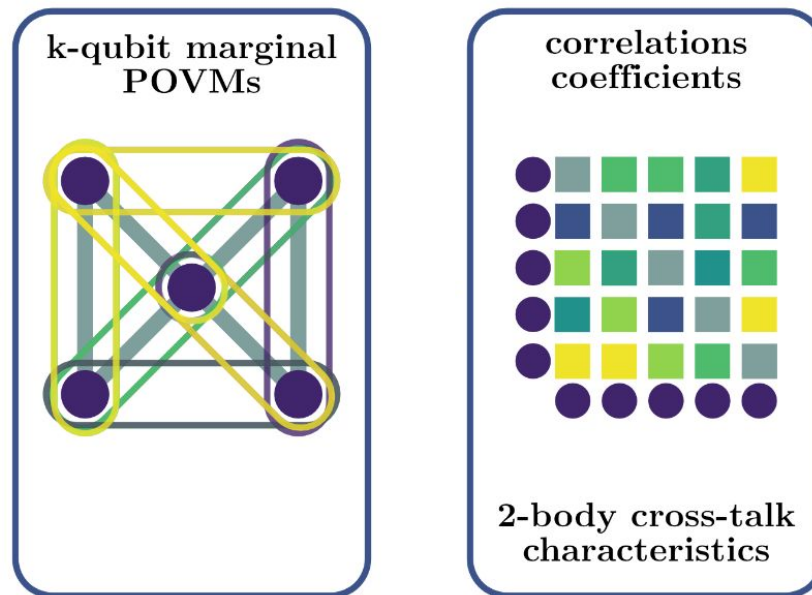 k-qubit marginal
POVMs
correlations
coefficients
2-body cross-talk
characteristics